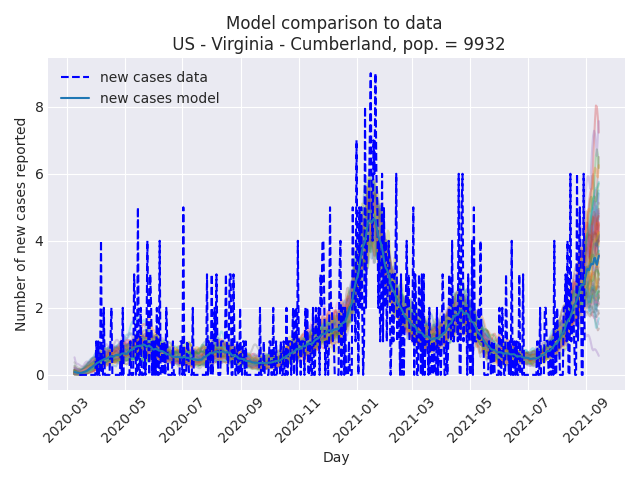 Model comparison to data
US - Virginia - Cumberland, pop. = 9932
new cases data
new cases model
Number of new cases reported
8
6
4
2
0
2020-03
2020-05
2020-07
2020-09
2020-11
2021-01
2021-03
2021-05
2021-07
2021-09
Day